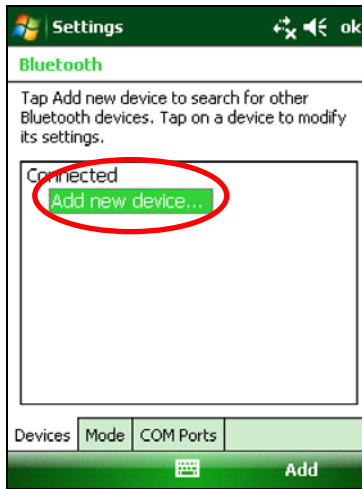 Settings ok
Bluetooth
Tap Add new device to search for other
Bluetooth devices. Tap on a device to modify
its settings.
Connected
Add new device...
Devices Mode COM Ports
Add